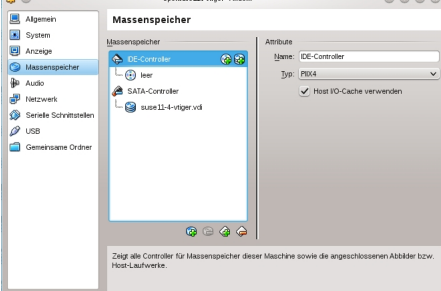 Allgemein
System
Anzeige
Massenspeicher
Audio
Netzwerk
Serielle Schnittstellen
USB
Gemeinsame Ordner
Massenspeicher
Massenspeicher
IDE-Controller
leer
SATA-Controller
suse11-4-vtiger.vdi
Attribute
Name: IDE-Controller
Typ: PIIX4
Host I/O-Cache verwenden
Zeigt alle Controller für Massenspeicher dieser Maschine sowie die angeschlossenen Abbilder bzw.
Host-Laufwerke.